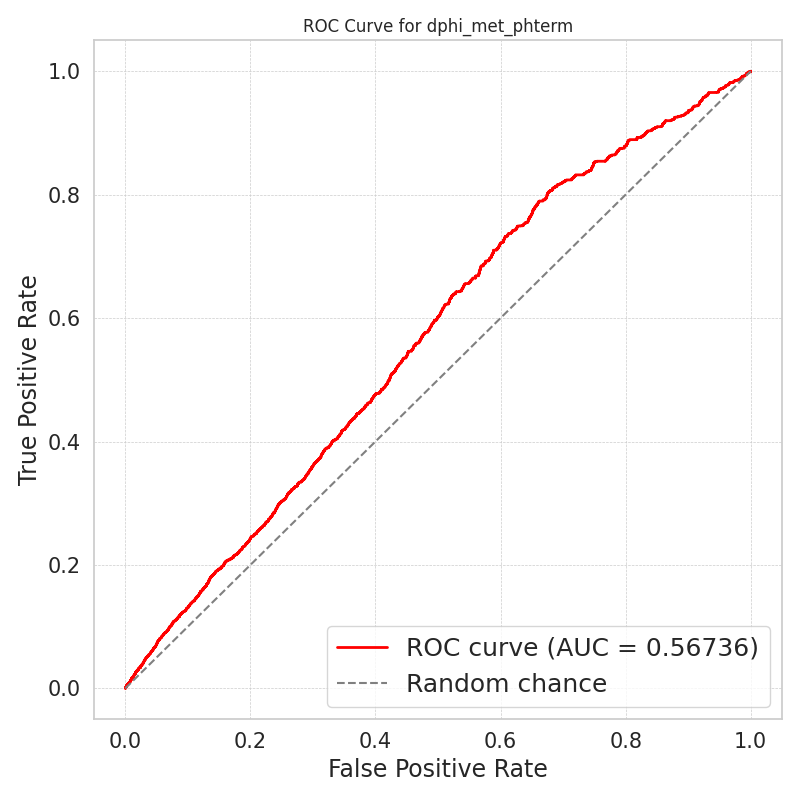 ROC Curve for dphi_met_phterm
True Positive Rate
1.0
0.8
0.6
0.4
0.2
0.0
ROC curve (AUC = 0.56736)
Random chance
0.0 0.2 0.4 0.6 0.8 1.0
False Positive Rate